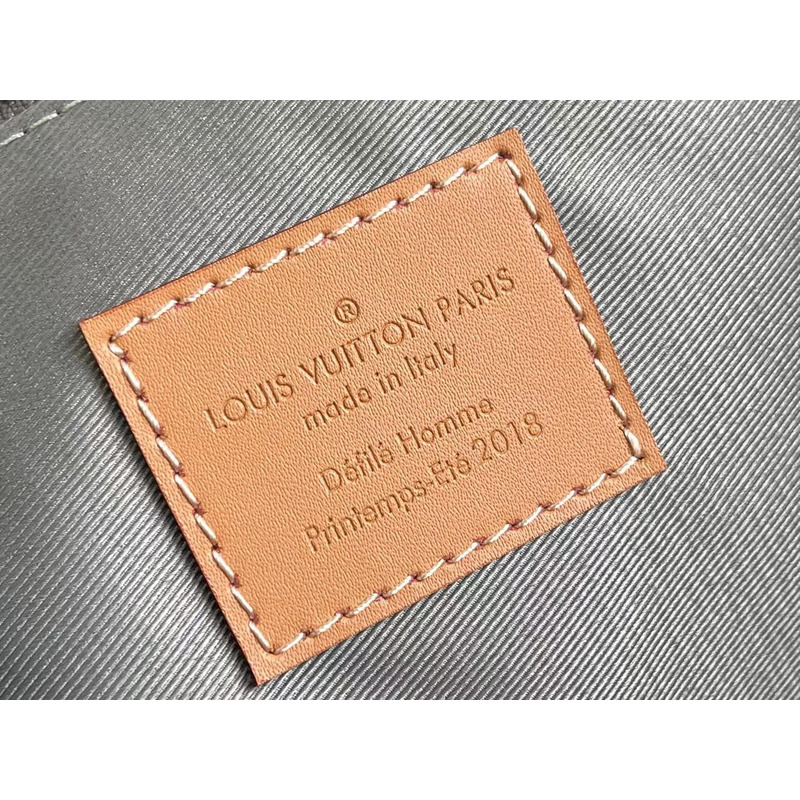 ®
LOUIS VUITTON PARIS
made in Italy
Défilé Homme
Printemps-Eté 2018